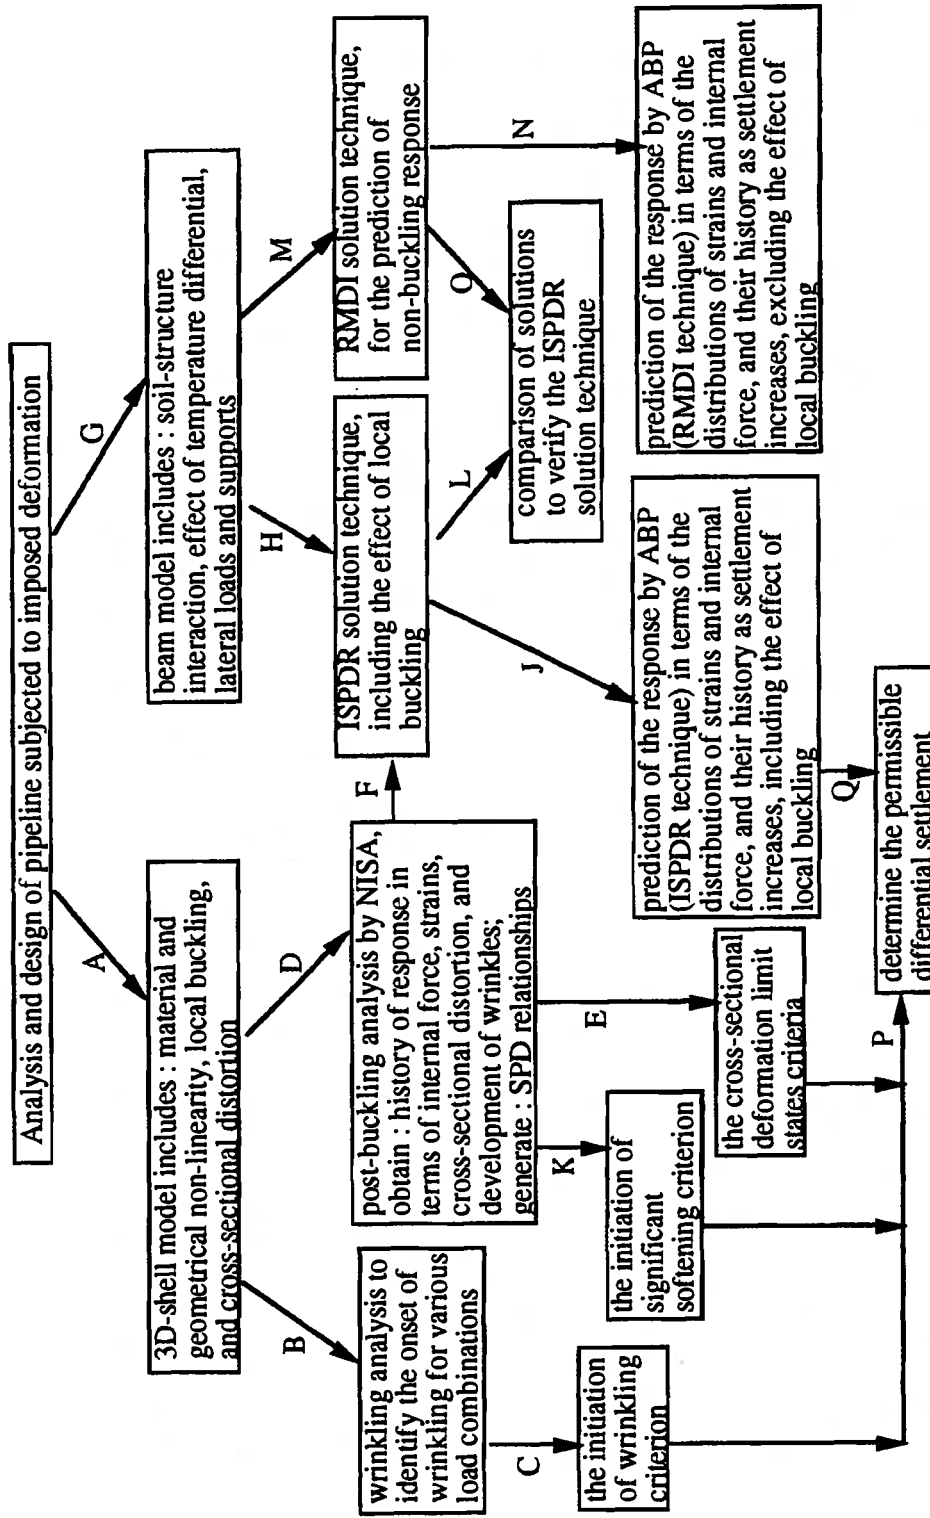 Analysis and design of pipeline subjected to imposed deformation
A
G
3D-shell model includes : material and
geometrical non-linearity, local buckling,
and cross-sectional distortion
beam model includes : soil-structure
interaction, effect of temperature differential,
lateral loads and supports
B
D
H
M
wrinkling analysis to
identify the onset of
wrinkling for various
load combinations
post-buckling analysis by NISA,
obtain : history of response in
terms of internal force, strains,
cross-sectional distortion, and
development of wrinkles;
generate : SPD relationships
F
ISPDR solution technique,
including the effect of local
buckling
RMDI solution technique,
for the prediction of
non-buckling response
C
K
E
J
L
O
N
the initiation
of wrinkling
criterion
the initiation of
significant
softening criterion
the cross-sectional
deformation limit
states criteria
comparison of solutions
to verify the ISPDR
solution technique
prediction of the response by ABP
(ISPDR technique) in terms of the
distributions of strains and internal
force, and their history as settlement
increases, including the effect of
local buckling
prediction of the response by ABP
(RMDI technique) in terms of the
distributions of strains and internal
force, and their history as settlement
increases, excluding the effect of
local buckling
P
Q
determine the permissible
differential settlement